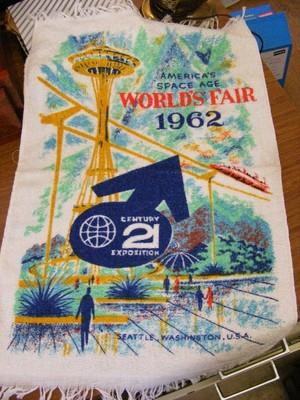 AMERICA'S
SPACE AGE
WORLD'S FAIR
1962
CENTURY
21
EXPOSITION
SEATTLE, WASHINGTON, U.S.A.